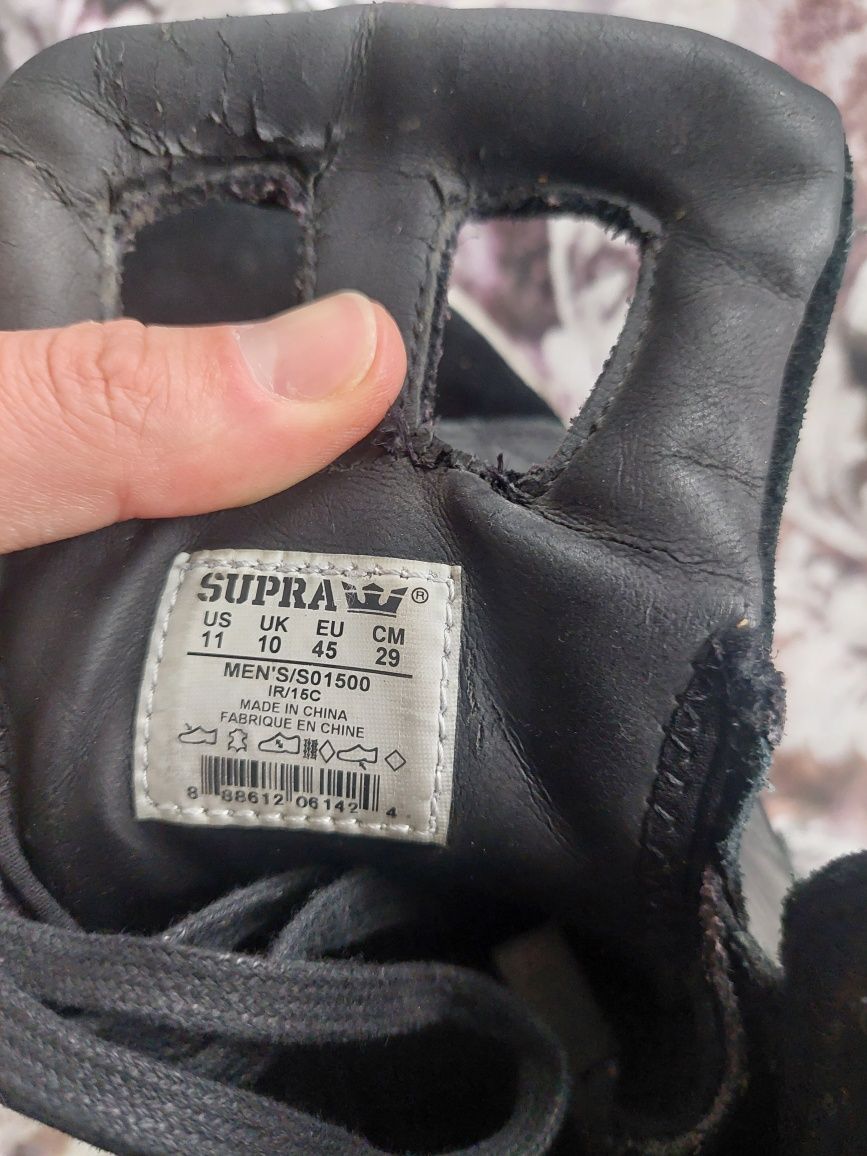 SUPRA ®
US UK EU CM
11 10 45 29
MEN'S/S01500
IR/15C
MADE IN CHINA
FABRIQUE EN CHINE
8 88612 06142 4